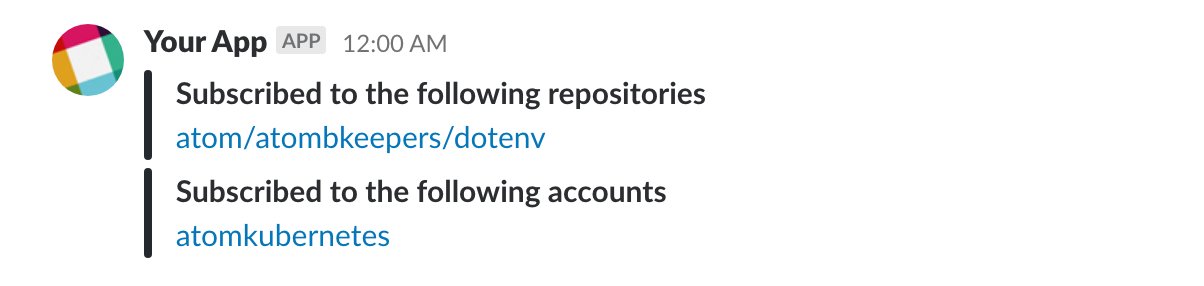 Your App APP 12:00 AM
Subscribed to the following repositories
atom/atombkeepers/dotenv
Subscribed to the following accounts
atomkubernetes